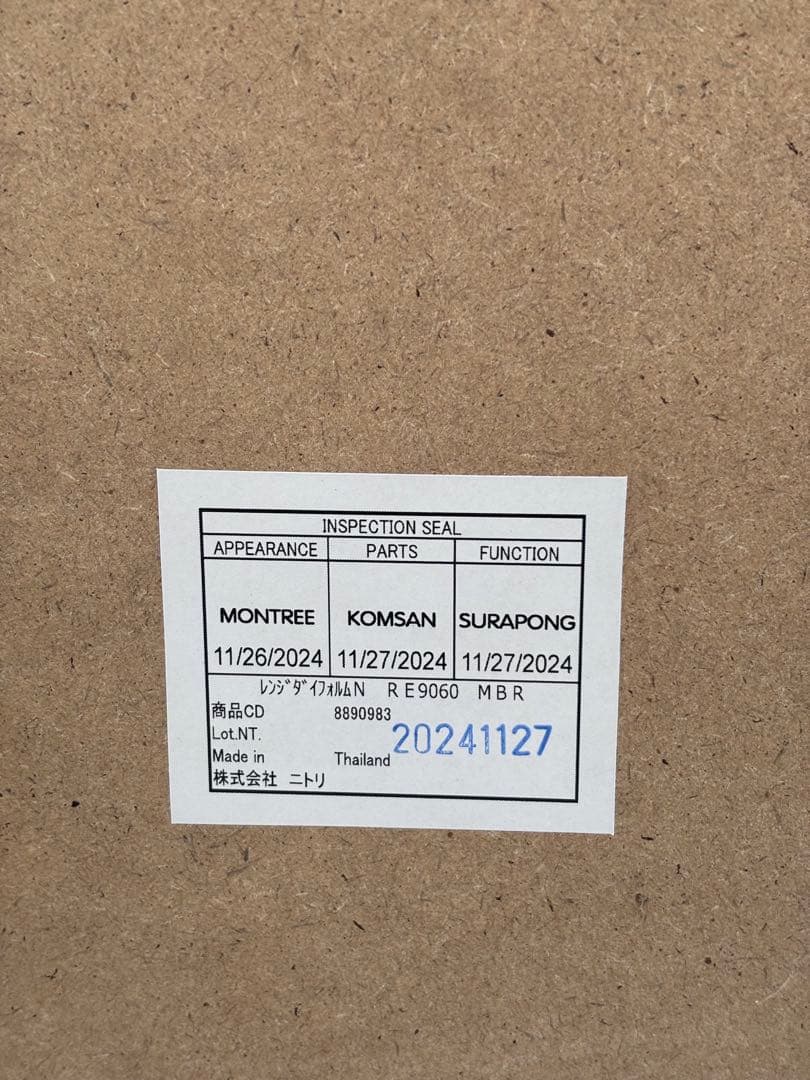 INSPECTION SEAL
APPEARANCE PARTS FUNCTION
MONTREE KOMSAN SURAPONG
11/26/2024 11/27/2024 11/27/2024
ﾚﾝｼﾞﾀﾞｲﾌｫﾙﾑN ＲＥ9060 ＭＢＲ
商品CD 8890983
Lot.NT. 20241127
Made in Thailand
株式会社 ニトリ